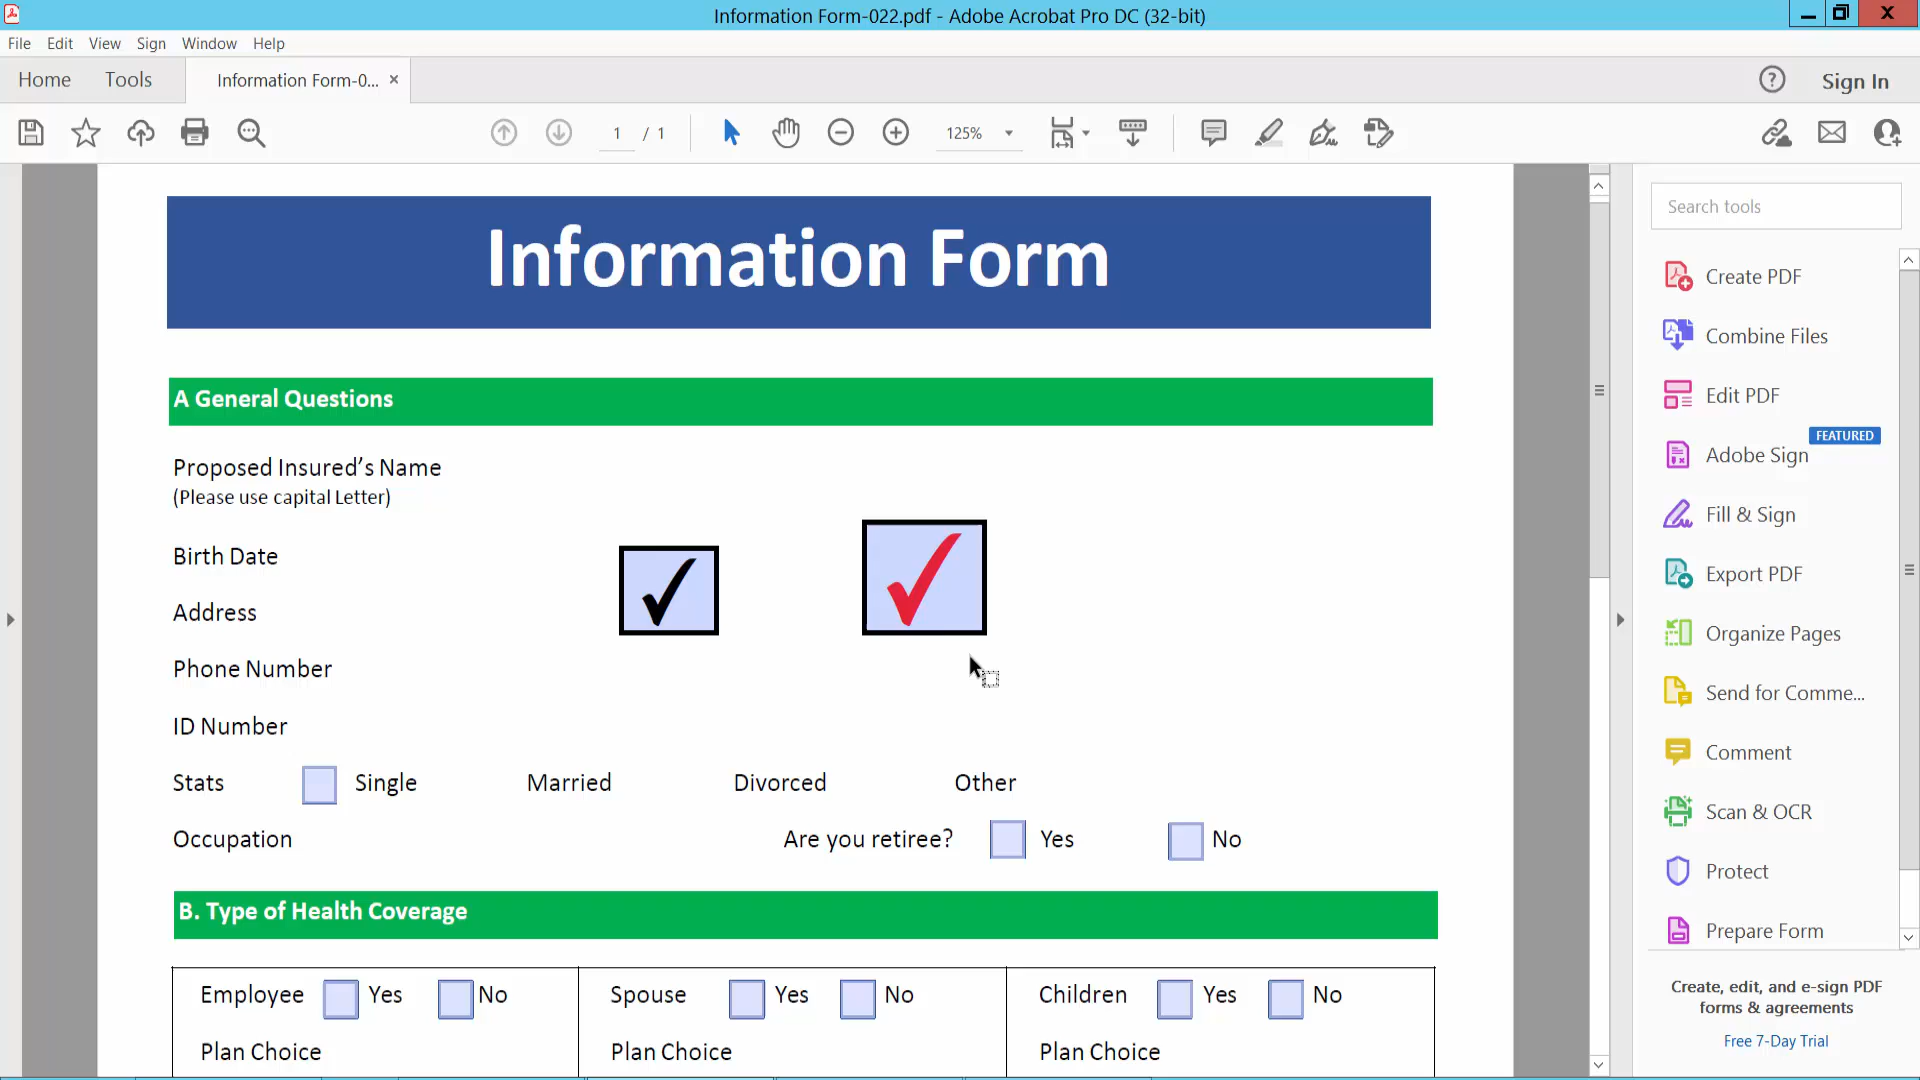 Information Form-022.pdf - Adobe Acrobat Pro DC (32-bit)
File Edit View Sign Window Help
Home Tools Information Form-0... × Sign In
1 / 1 125%
Information Form
A General Questions
Proposed Insured’s Name
(Please use capital Letter)
Birth Date
Address
Phone Number
ID Number
Stats Single Married Divorced Other
Occupation Are you retiree? Yes No
B. Type of Health Coverage
Employee Yes No Spouse Yes No Children Yes No
Plan Choice Plan Choice Plan Choice
Search tools
Create PDF
Combine Files
Edit PDF
FEATURED
Adobe Sign
Fill & Sign
Export PDF
Organize Pages
Send for Comme...
Comment
Scan & OCR
Protect
Prepare Form
Create, edit, and e-sign PDF
forms & agreements
Free 7-Day Trial